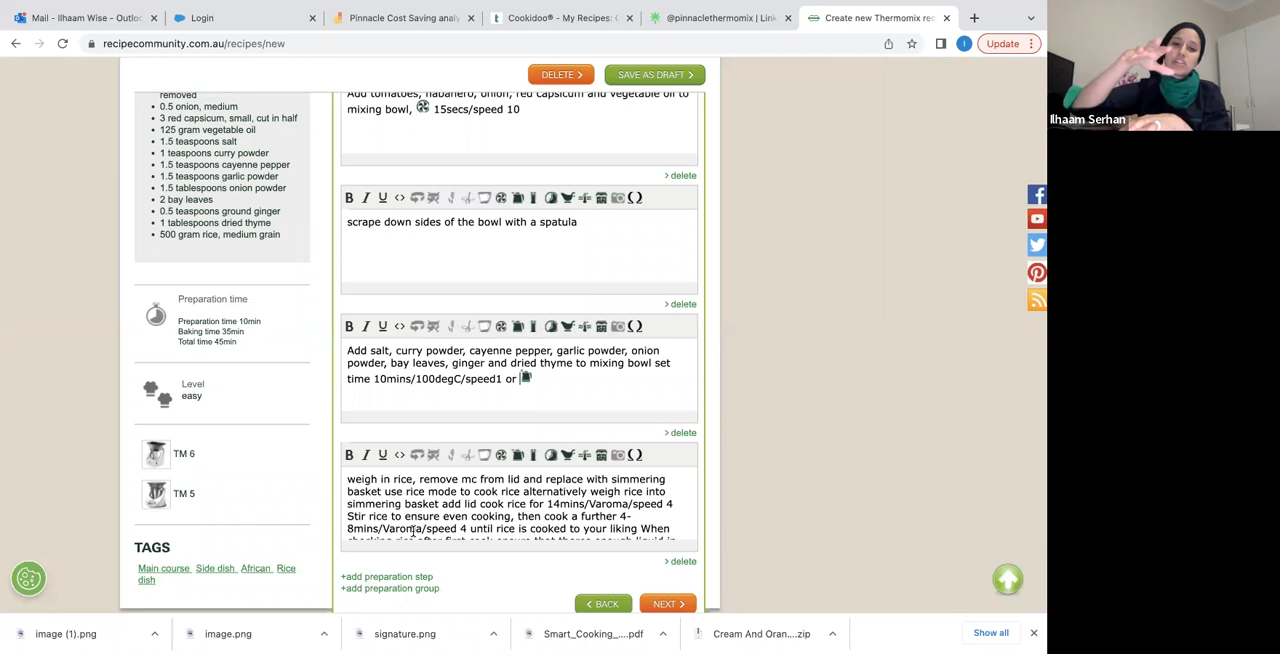 Mail - Ilhaam Wise - Outloo
Login
Pinnacle Cost Saving analy
Cookidoo® - My Recipes:
@pinnaclethermomix | Link
Create new Thermomix rec
recipecommunity.com.au/recipes/new
I
Update
DELETE
SAVE AS DRAFT
removed
0.5 onion, medium
3 red capsicum, small, cut in half
125 gram vegetable oil
1.5 teaspoons salt
1 teaspoons curry powder
1.5 teaspoons cayenne pepper
1.5 teaspoons garlic powder
1.5 tablespoons onion powder
2 bay leaves
0.5 teaspoons ground ginger
1 tablespoons dried thyme
500 gram rice, medium grain
Preparation time
Preparation time 10min
Baking time 35min
Total time 45min
Level
easy
TM 6
TM 5
TAGS
Main course Side dish African Rice
dish
Add tomatoes, habanero, onion, red capsicum and vegetable oil to
mixing bowl, 15secs/speed 10
> delete
B I U <>
scrape down sides of the bowl with a spatula
> delete
B I U <>
Add salt, curry powder, cayenne pepper, garlic powder, onion
powder, bay leaves, ginger and dried thyme to mixing bowl set
time 10mins/100degC/speed1 or
> delete
B I U <>
weigh in rice, remove mc from lid and replace with simmering
basket use rice mode to cook rice alternatively weigh rice into
simmering basket add lid cook rice for 14mins/Varoma/speed 4
Stir rice to ensure even cooking, then cook a further 4-
8mins/Varoma/speed 4 until rice is cooked to your liking When
> delete
+add preparation step
+add preparation group
BACK
NEXT
Ilhaam Serhan
image (1).png
image.png
signature.png
Smart_Cooking_....pdf
Cream And Oran....zip
Show all